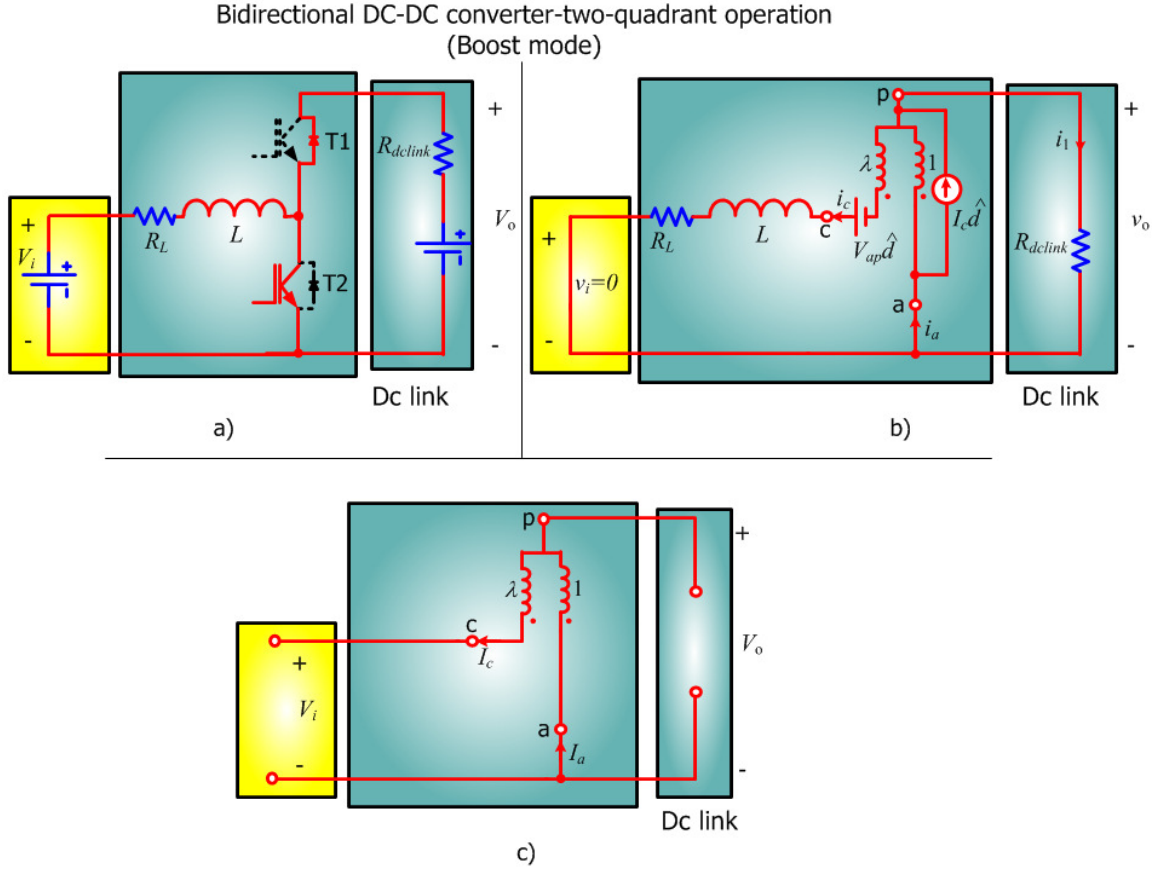 Bidirectional DC-DC converter-two-quadrant operation
(Boost mode)
T1
R_dclink
+
+
V_i
-
R_L
L
T2
V_o
-
Dc link
a)
p
+
λ
1
i_1
i_c
c
I_c d̂
R_L
L
V_ap d̂
R_dclink
v_o
+
v_i=0
-
a
i_a
-
Dc link
b)
p
+
λ
1
c
I_c
+
V_i
-
V_o
a
I_a
-
Dc link
c)